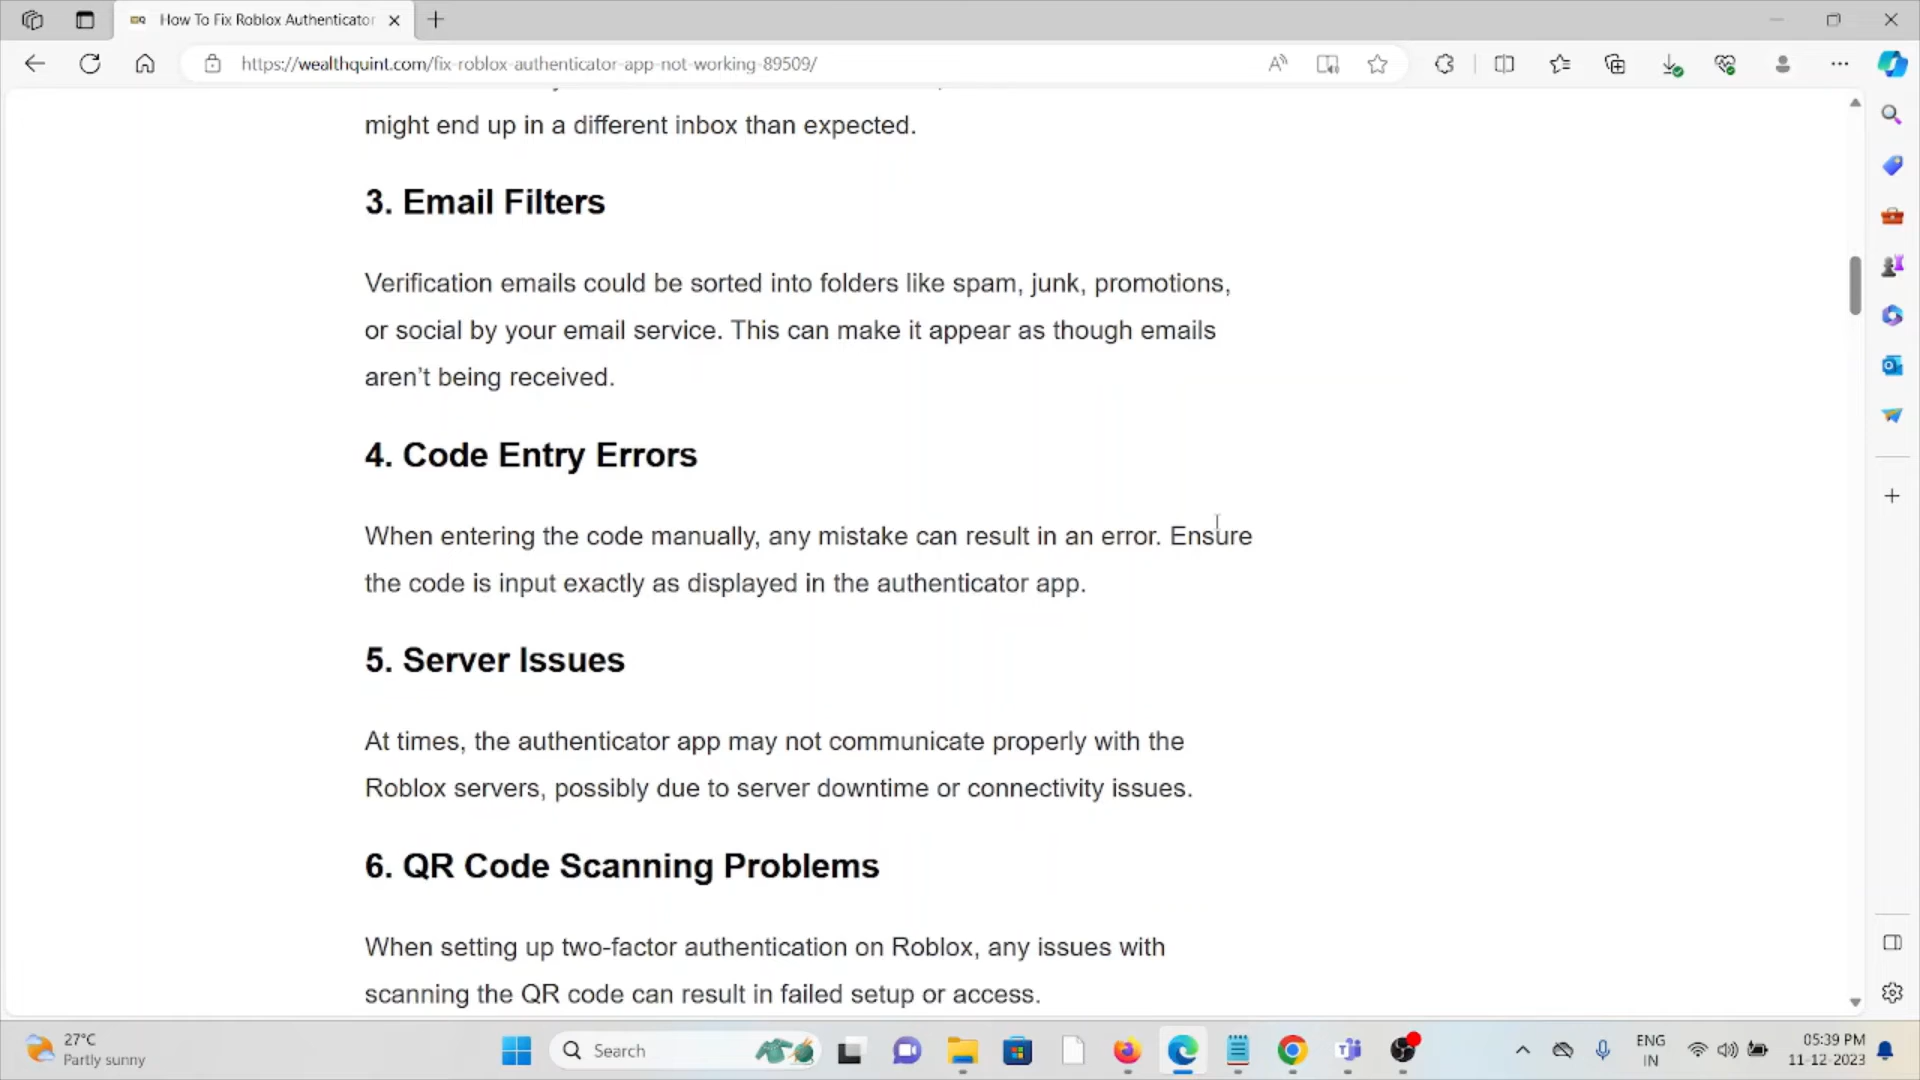 How To Fix Roblox Authenticator
https://wealthquint.com/fix-roblox-authenticator-app-not-working-89509/
might end up in a different inbox than expected.
3. Email Filters
Verification emails could be sorted into folders like spam, junk, promotions,
or social by your email service. This can make it appear as though emails
aren't being received.
4. Code Entry Errors
When entering the code manually, any mistake can result in an error. Ensure
the code is input exactly as displayed in the authenticator app.
5. Server Issues
At times, the authenticator app may not communicate properly with the
Roblox servers, possibly due to server downtime or connectivity issues.
6. QR Code Scanning Problems
When setting up two-factor authentication on Roblox, any issues with
scanning the QR code can result in failed setup or access.
27°C
Partly sunny
Search
ENG
IN
05:39 PM
11-12-2023